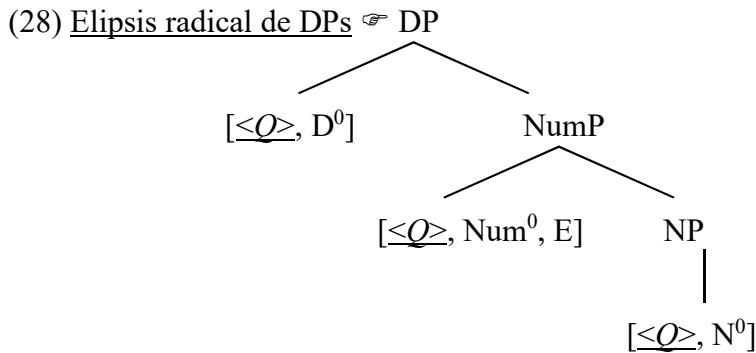 (28) Elipsis radical de DPs ☞ DP
[<Q>, D⁰] NumP
[<Q>, Num⁰, E] NP
[<Q>, N⁰]